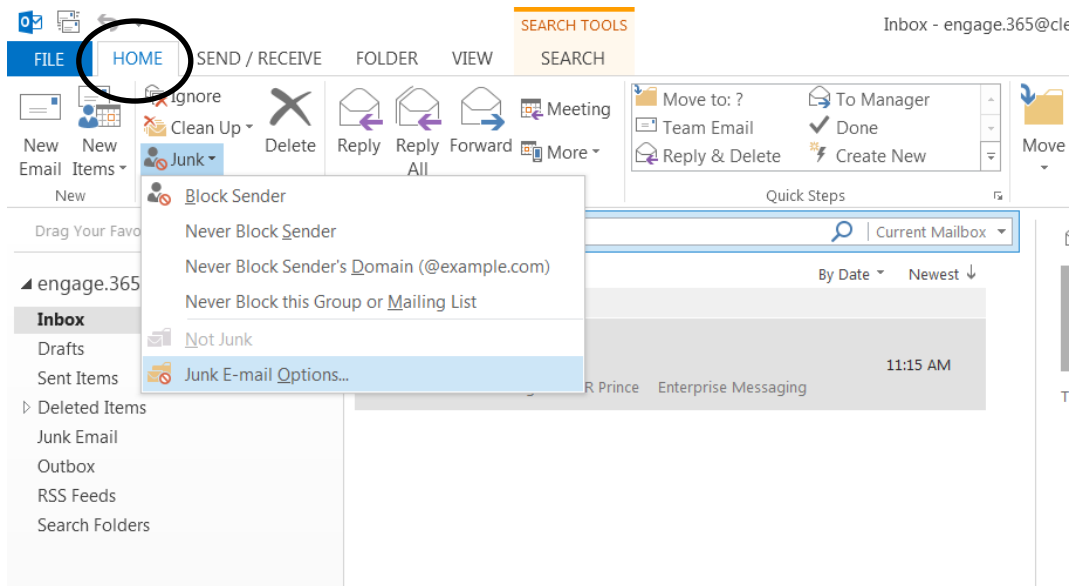 SEARCH TOOLS
Inbox - engage.365@cle
FILE HOME SEND / RECEIVE FOLDER VIEW SEARCH
New Email
New Items
New
Ignore
Clean Up
Junk
Delete
Reply
Reply All
Forward
Meeting
More
Move to: ?
Team Email
Reply & Delete
To Manager
Done
Create New
Quick Steps
Move
Block Sender
Never Block Sender
Never Block Sender's Domain (@example.com)
Never Block this Group or Mailing List
Not Junk
Junk E-mail Options...
Drag Your Favo
Current Mailbox
By Date Newest
engage.365
Inbox
Drafts
Sent Items
Deleted Items
Junk Email
Outbox
RSS Feeds
Search Folders
11:15 AM
R Prince Enterprise Messaging
T